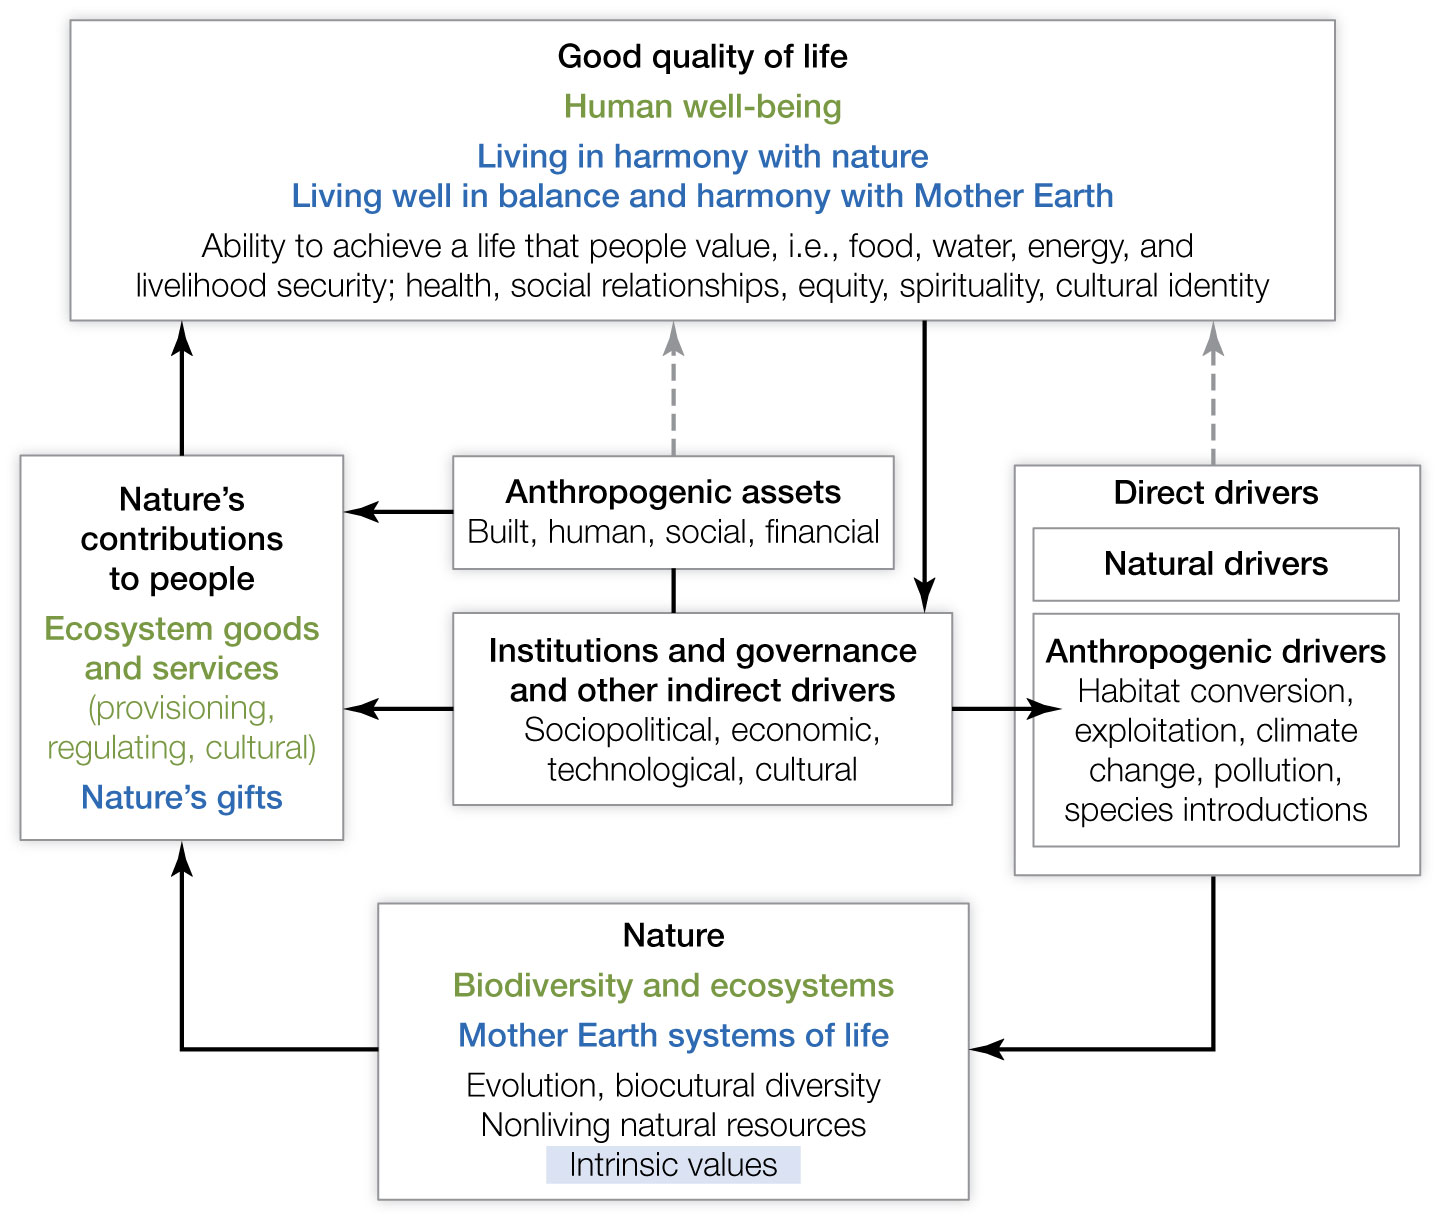 Good quality of life
Human well-being
Living in harmony with nature
Living well in balance and harmony with Mother Earth
Ability to achieve a life that people value, i.e., food, water, energy, and
livelihood security; health, social relationships, equity, spirituality, cultural identity
Nature’s
contributions
to people
Ecosystem goods
and services
(provisioning,
regulating, cultural)
Nature’s gifts
Anthropogenic assets
Built, human, social, financial
Institutions and governance
and other indirect drivers
Sociopolitical, economic,
technological, cultural
Direct drivers
Natural drivers
Anthropogenic drivers
Habitat conversion,
exploitation, climate
change, pollution,
species introductions
Nature
Biodiversity and ecosystems
Mother Earth systems of life
Evolution, biocutural diversity
Nonliving natural resources
Intrinsic values